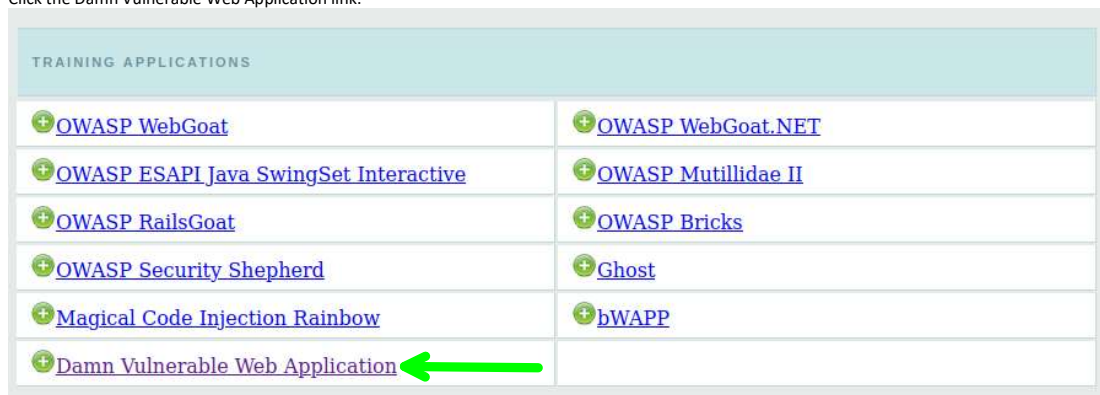 Click the Damn Vulnerable Web Application link.
TRAINING APPLICATIONS
OWASP WebGoat
OWASP WebGoat.NET
OWASP ESAPI Java SwingSet Interactive
OWASP Mutillidae II
OWASP RailsGoat
OWASP Bricks
OWASP Security Shepherd
Ghost
Magical Code Injection Rainbow
bWAPP
Damn Vulnerable Web Application